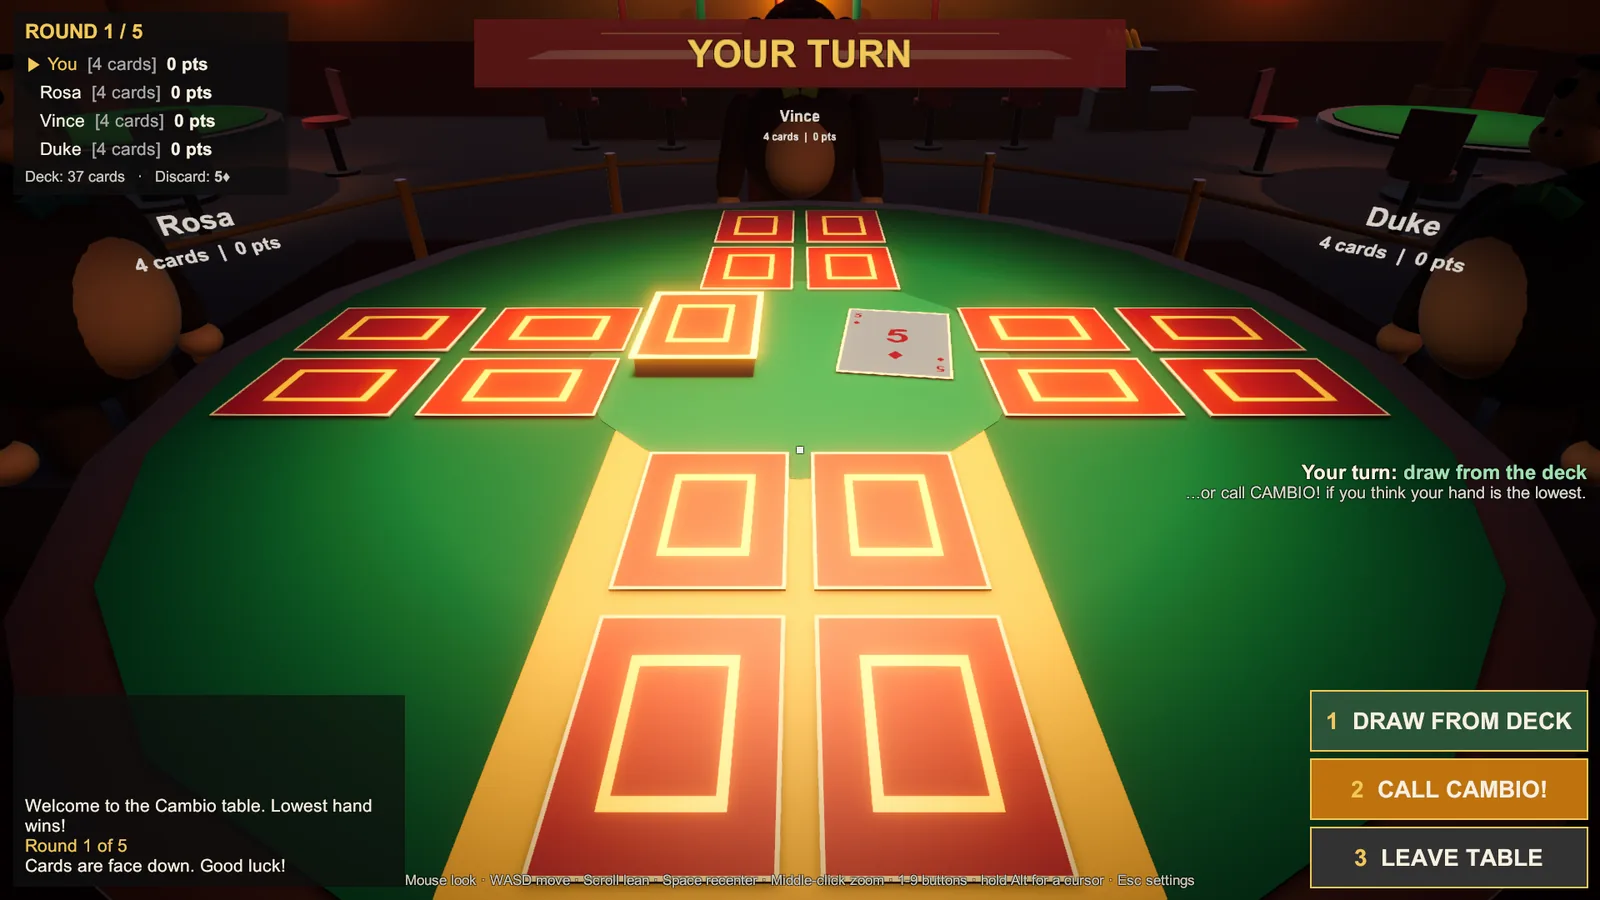 ROUND 1 / 5
You [4 cards] 0 pts
Rosa [4 cards] 0 pts
Vince [4 cards] 0 pts
Duke [4 cards] 0 pts
Deck: 37 cards · Discard: 5♦
YOUR TURN
Vince
4 cards | 0 pts
Rosa
4 cards | 0 pts
Duke
4 cards | 0 pts
5
5
5
Your turn: draw from the deck
...or call CAMBIO! if you think your hand is the lowest.
1 DRAW FROM DECK
2 CALL CAMBIO!
3 LEAVE TABLE
Welcome to the Cambio table. Lowest hand
wins!
Round 1 of 5
Cards are face down. Good luck!
Mouse look · WASD move · Scroll lean · Space recenter · Middle-click zoom · 1-9 buttons · hold Alt for a cursor · Esc settings